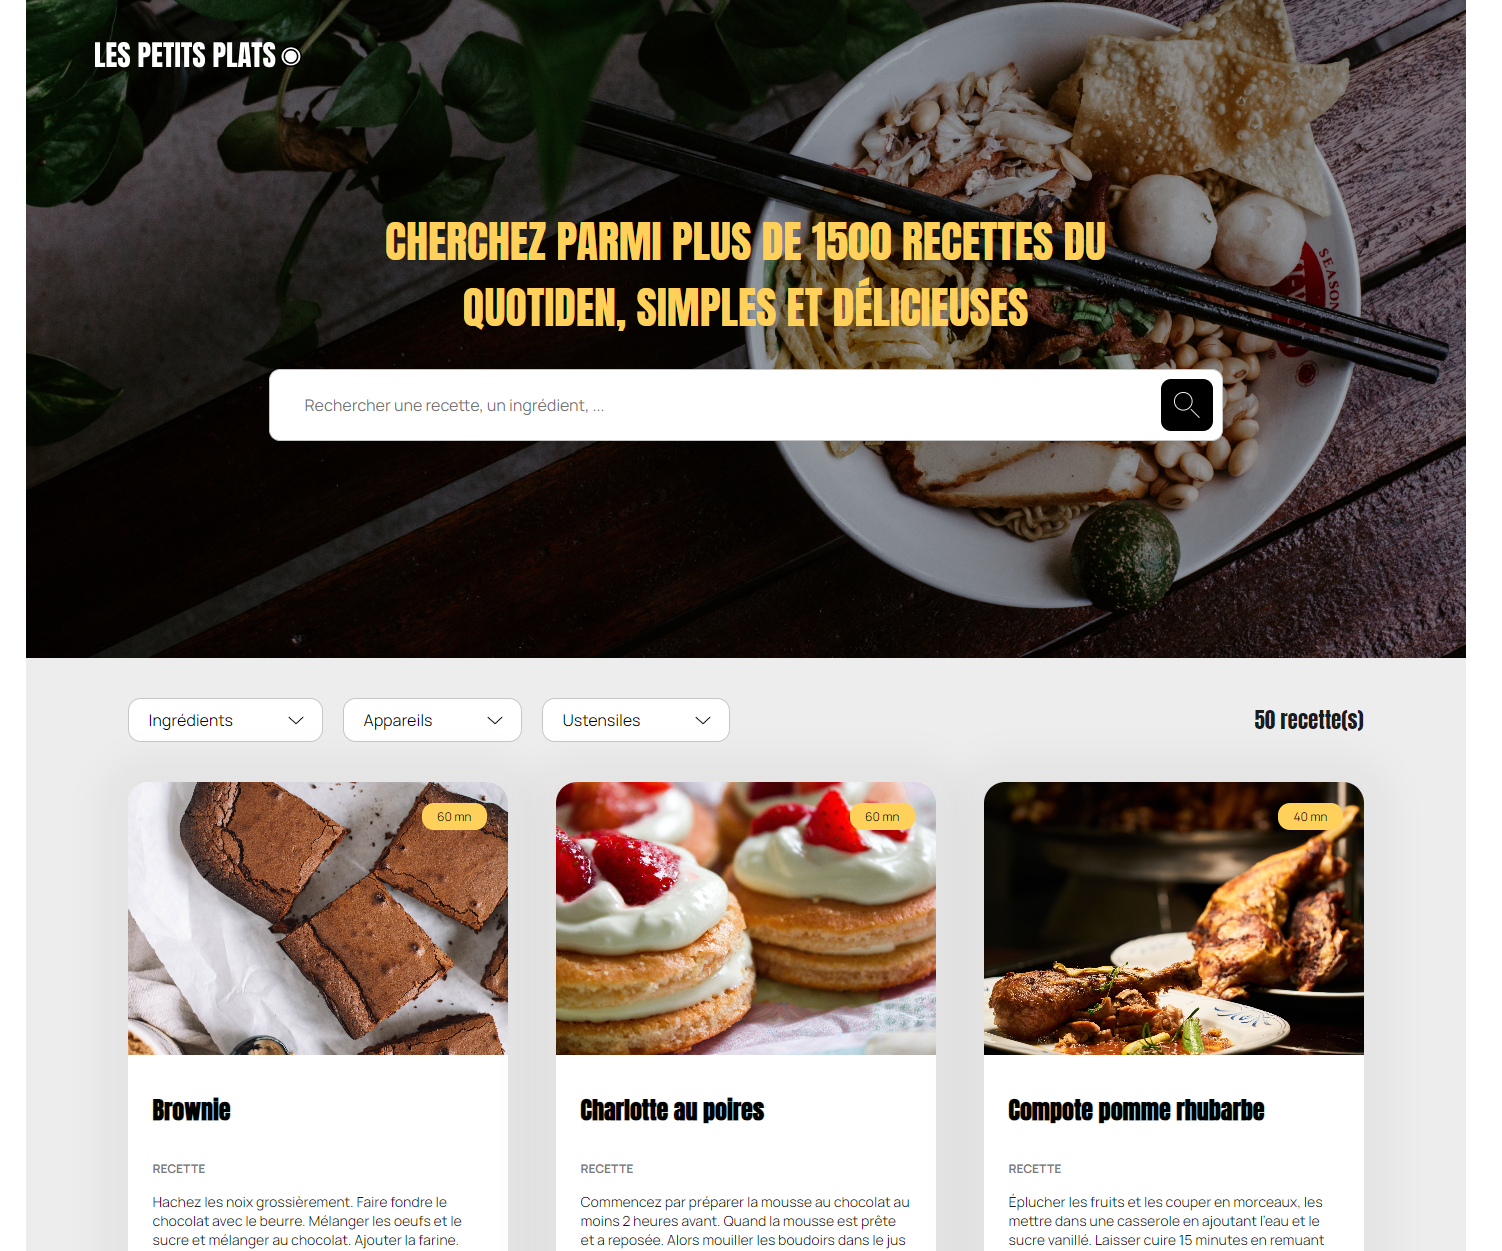 LES PETITS PLATS
CHERCHEZ PARMI PLUS DE 1500 RECETTES DU
QUOTIDEN, SIMPLES ET DÉLICIEUSES
Rechercher une recette, un ingrédient, ...
SEASON
Ingrédients
Appareils
Ustensiles
50 recette(s)
60 mn
60 mn
40 mn
Brownie
Charlotte au poires
Compote pomme rhubarbe
RECETTE
RECETTE
RECETTE
Hachez les noix grossièrement. Faire fondre le
chocolat avec le beurre. Mélanger les oeufs et le
sucre et mélanger au chocolat. Ajouter la farine.
Commencez par préparer la mousse au chocolat au
moins 2 heures avant. Quand la mousse est prête
et a reposée. Alors mouiller les boudoirs dans le jus
Éplucher les fruits et les couper en morceaux, les
mettre dans une casserole en ajoutant l'eau et le
sucre vanillé. Laisser cuire 15 minutes en remuant